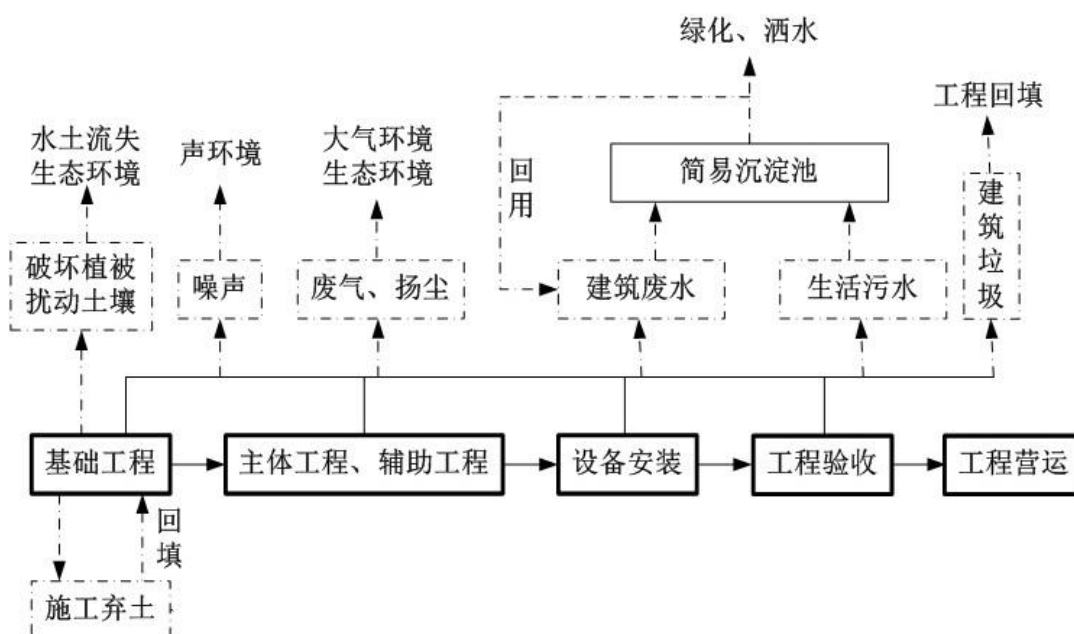 绿化、洒水
工程回填
水土流失
生态环境
声环境
大气环境
生态环境
回用
简易沉淀池
建筑垃圾
破坏植被
扰动土壤
噪声
废气、扬尘
建筑废水
生活污水
基础工程
主体工程、辅助工程
设备安装
工程验收
工程营运
回填
施工弃土